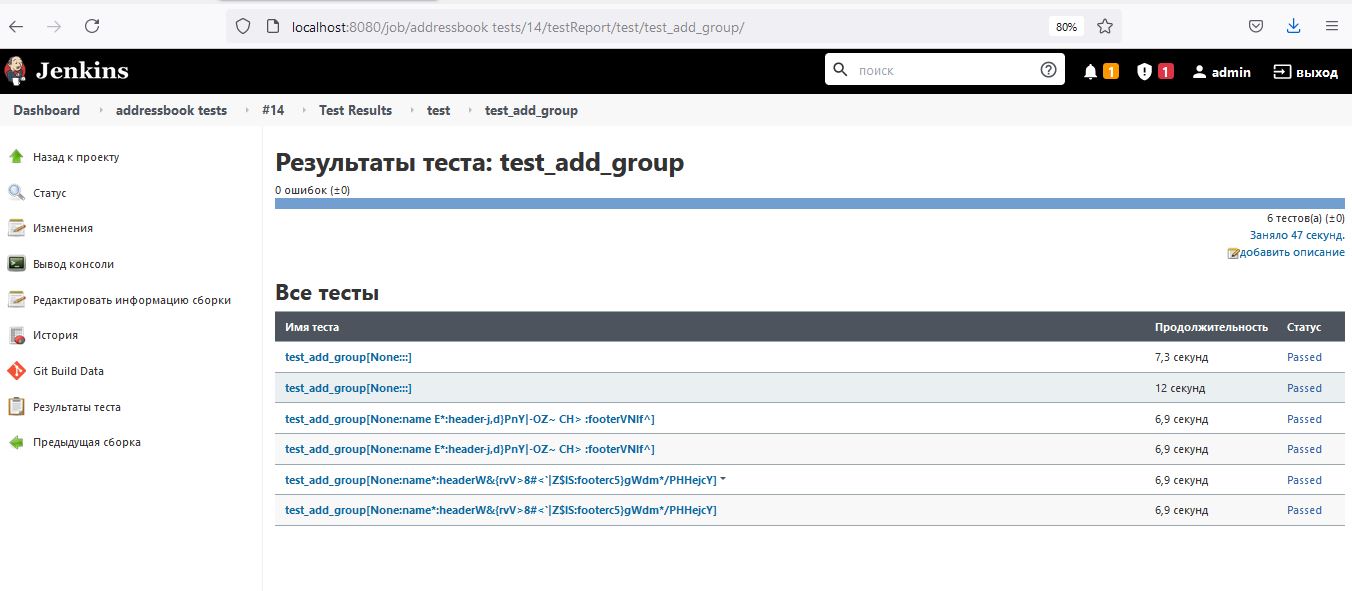 localhost:8080/job/addressbook tests/14/testReport/test/test_add_group/ 80%
Jenkins поиск 1 1 admin выход
Dashboard addressbook tests #14 Test Results test test_add_group
Назад к проекту
Статус
Изменения
Вывод консоли
Редактировать информацию сборки
История
Git Build Data
Результаты теста
Предыдущая сборка
Результаты теста: test_add_group
0 ошибок (±0)
6 тестов(а) (±0)
Заняло 47 секунд.
добавить описание
Все тесты
Имя теста Продолжительность Статус
test_add_group[None:::] 7,3 секунд Passed
test_add_group[None:::] 12 секунд Passed
test_add_group[None:name E*:header-j,d}PnY|-OZ~ CH> :footerVNIf^] 6,9 секунд Passed
test_add_group[None:name E*:header-j,d}PnY|-OZ~ CH> :footerVNIf^] 6,9 секунд Passed
test_add_group[None:name*:headerW&{rvV>8#<`|Z$IS:footerc5}gWdm*/PHHejcY] 6,9 секунд Passed
test_add_group[None:name*:headerW&{rvV>8#<`|Z$IS:footerc5}gWdm*/PHHejcY] 6,9 секунд Passed